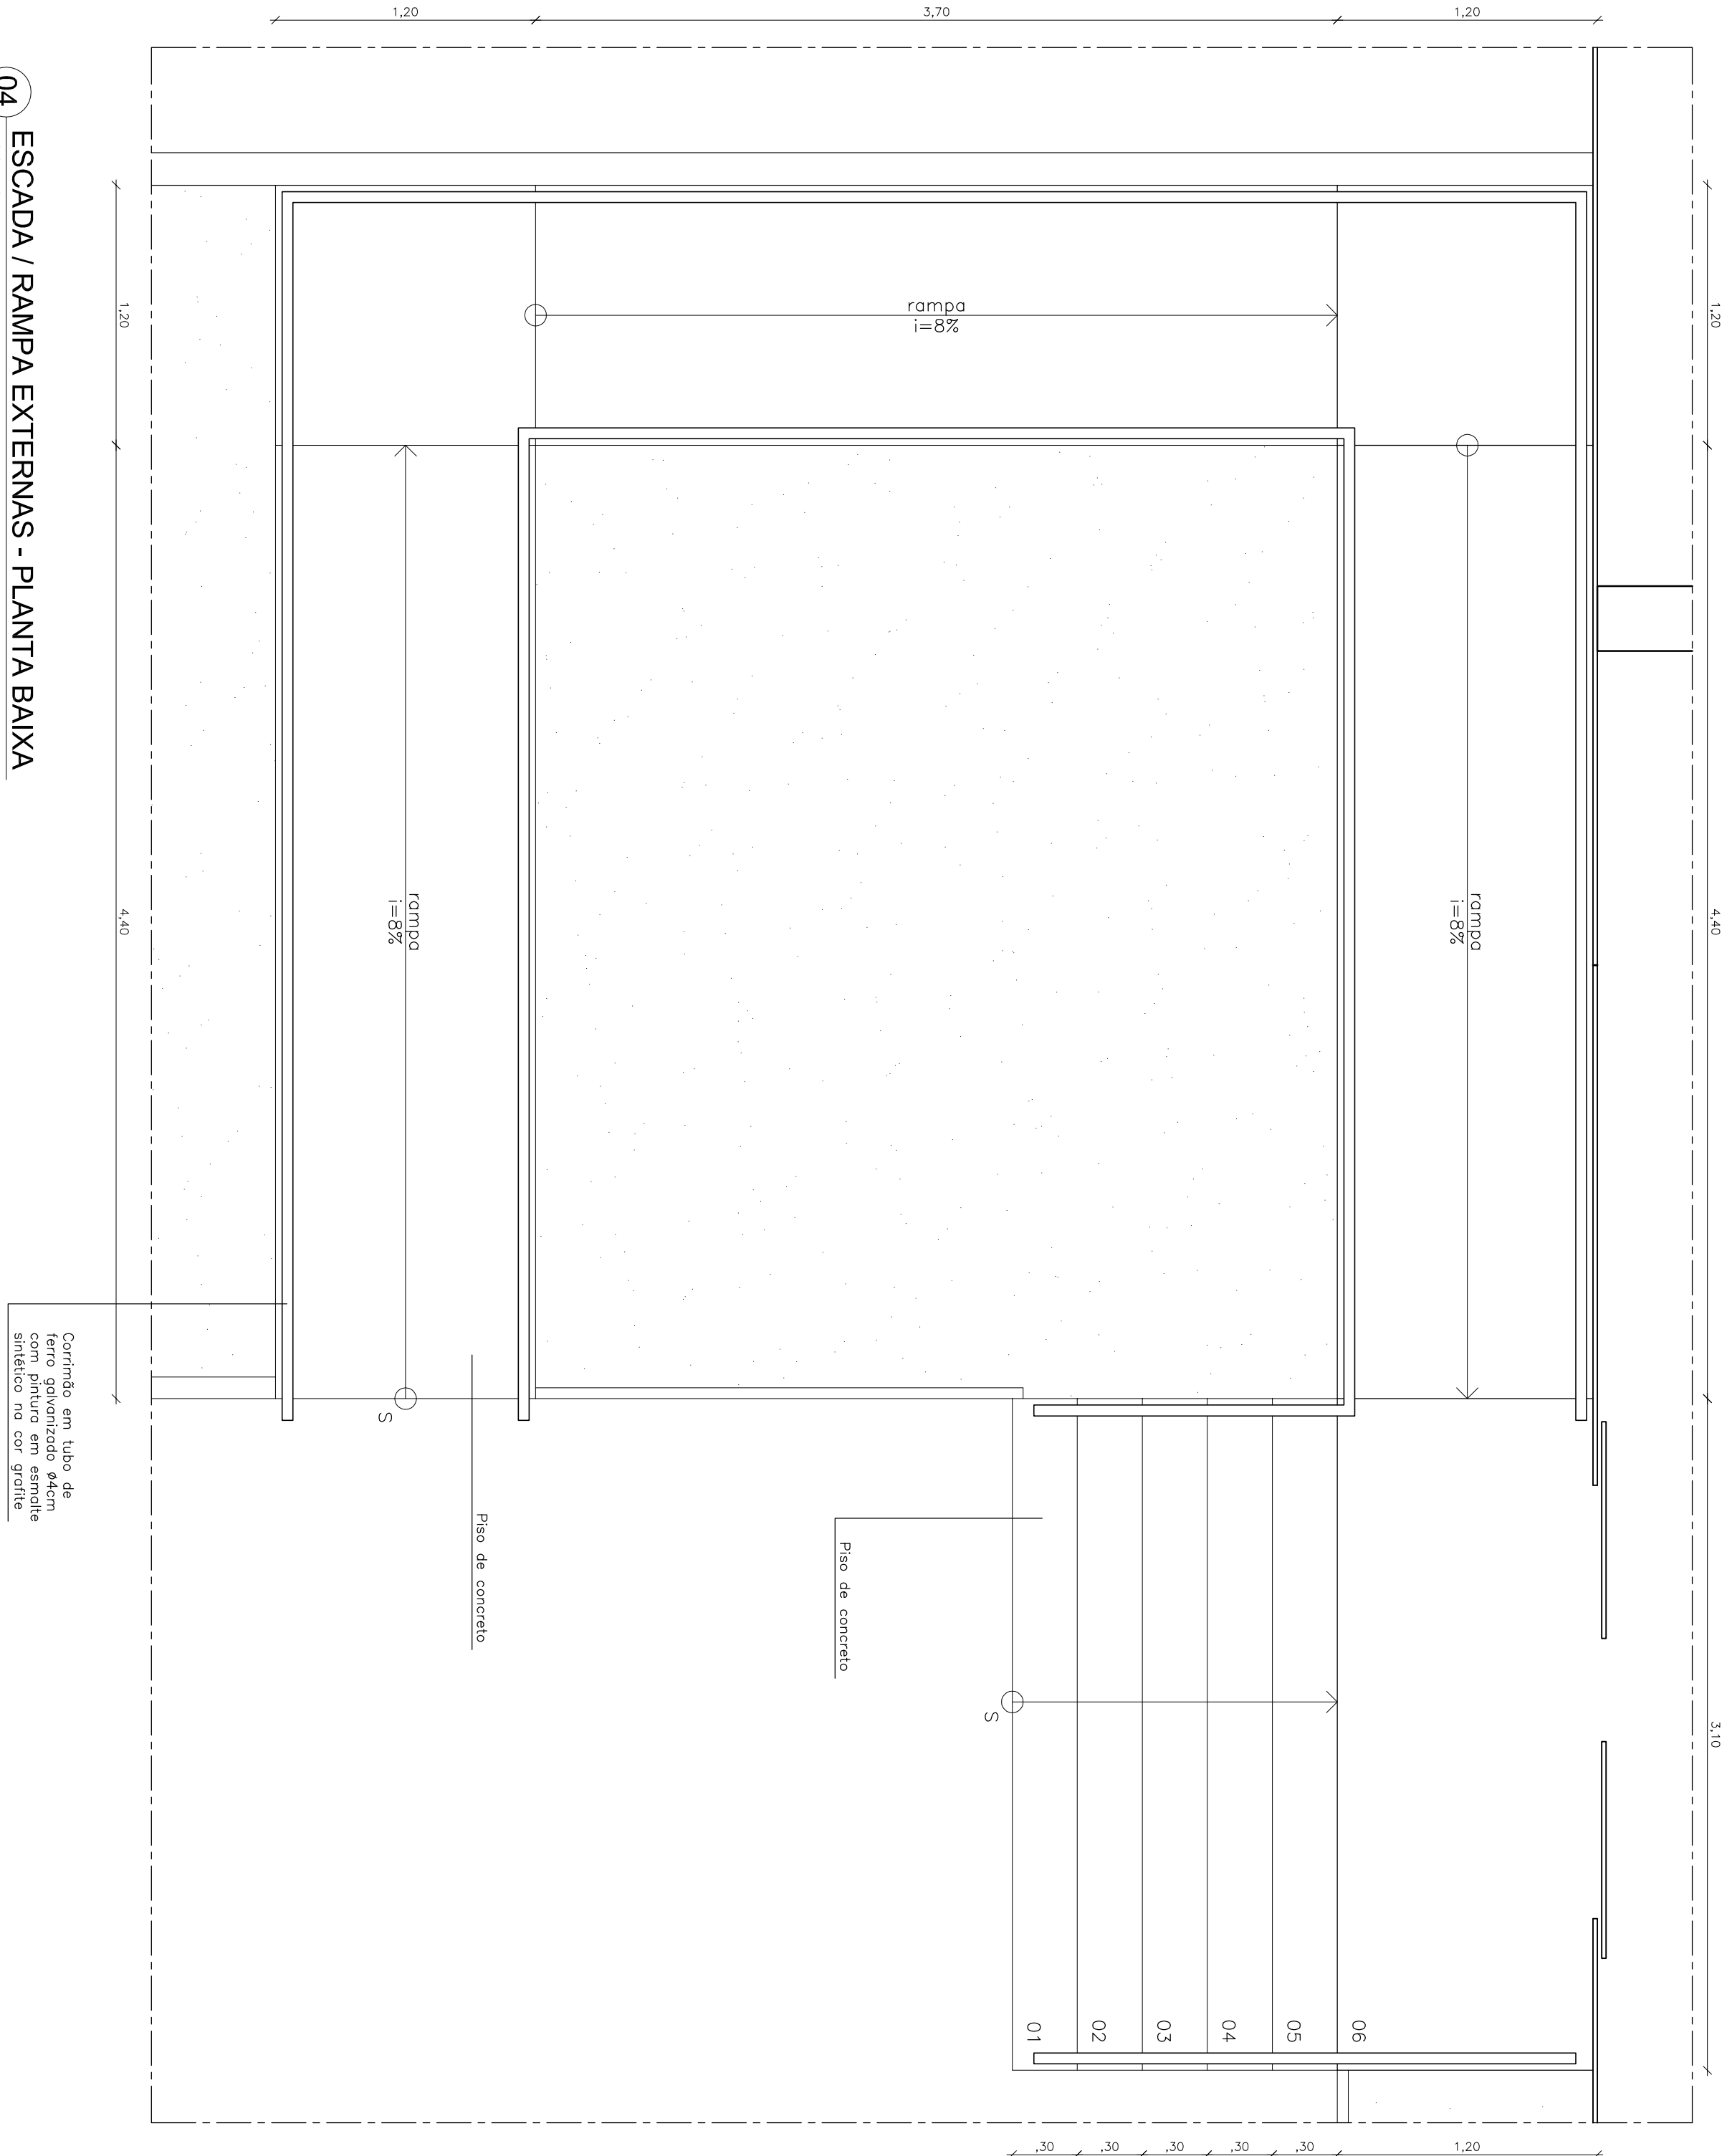 1,20
3,70
1,20
1,20
4,40
3,10
rampa
i=8%
rampa
i=8%
rampa
i=8%
1,20
4,40
S
S
Piso de concreto
Piso de concreto
01
02
03
04
05
06
,30
,30
,30
,30
,30
1,20
Corrimão em tubo de
ferro galvanizado ø4cm
com pintura em esmalte
sintético na cor grafite
04
ESCADA / RAMPA EXTERNAS - PLANTA BAIXA